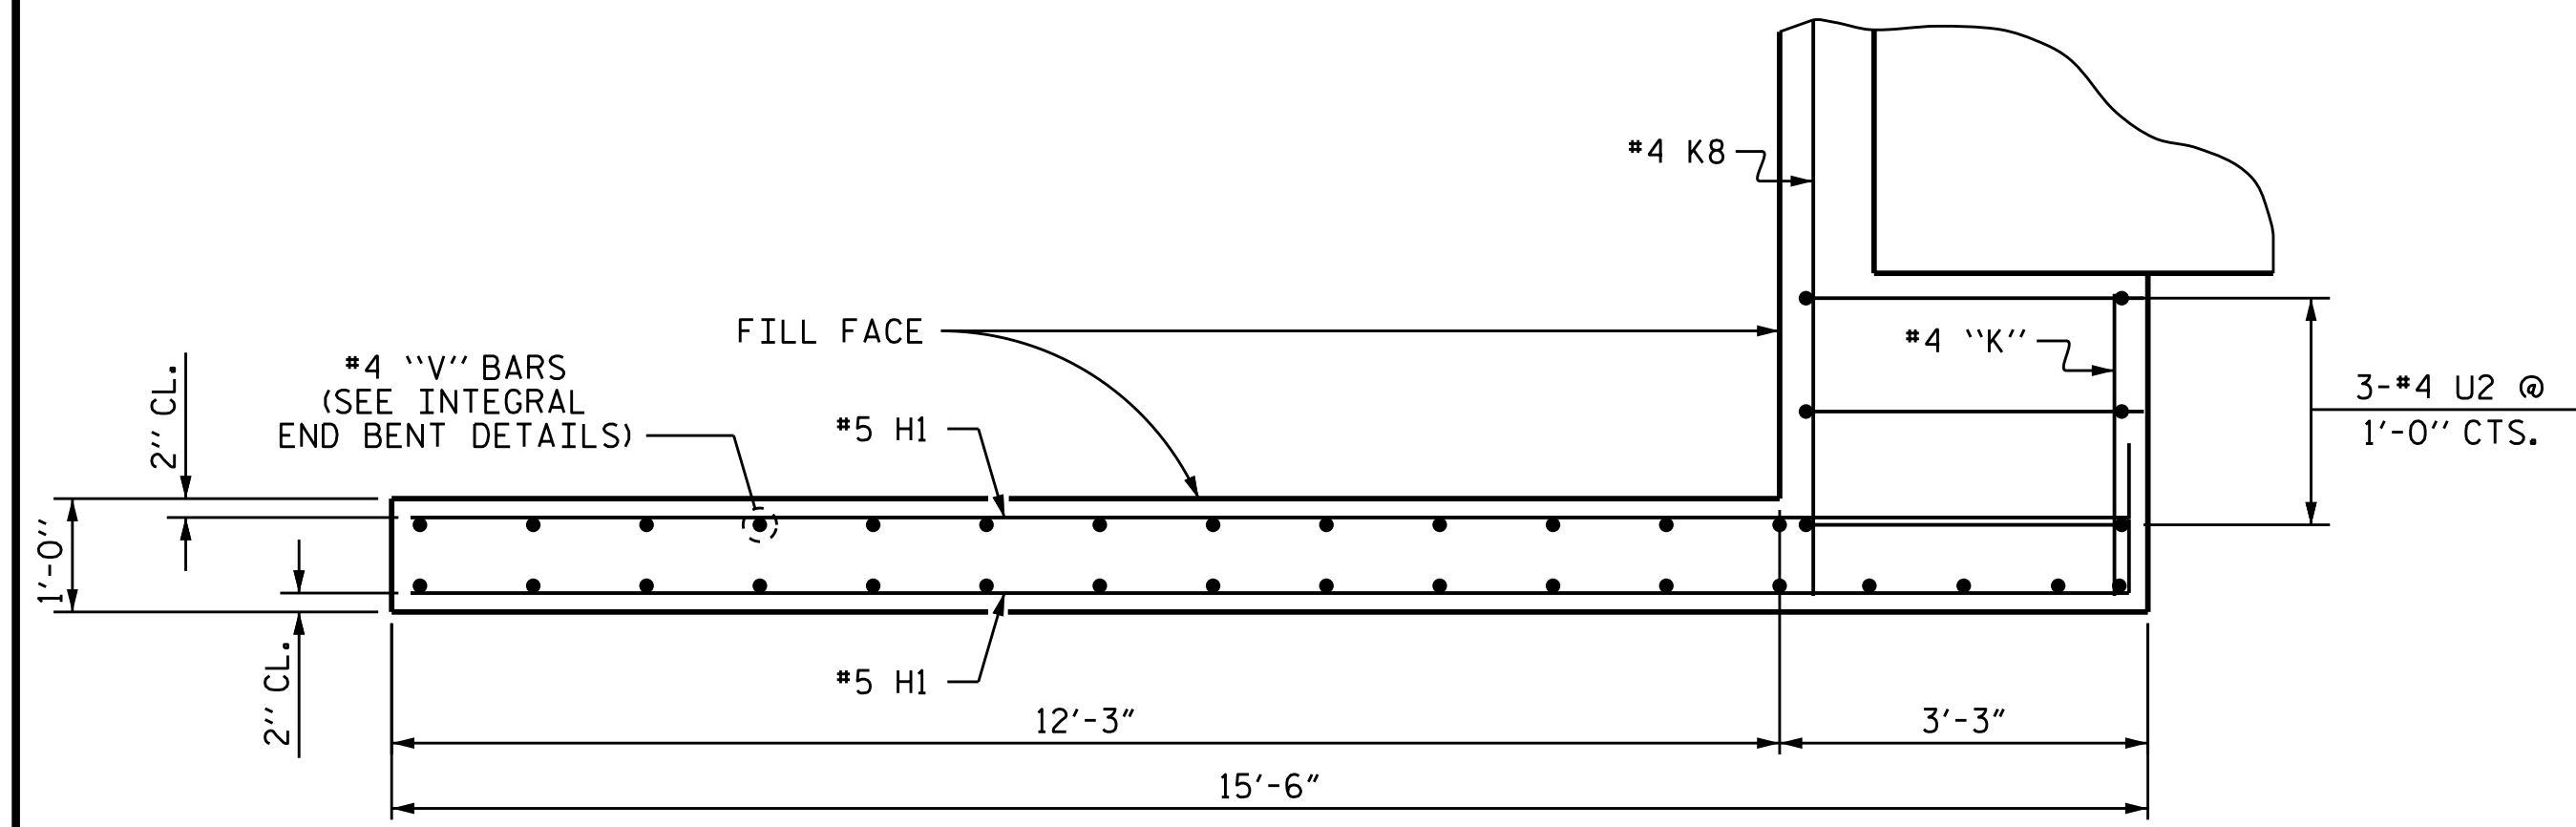 #4 K8
FILL FACE
#4 "K"
#4 "V" BARS
(SEE INTEGRAL
END BENT DETAILS)
2" CL.
#5 H1
3-#4 U2 @
1'-0" CTS.
1'-0"
2" CL.
#5 H1
12'-3"
3'-3"
15'-6"